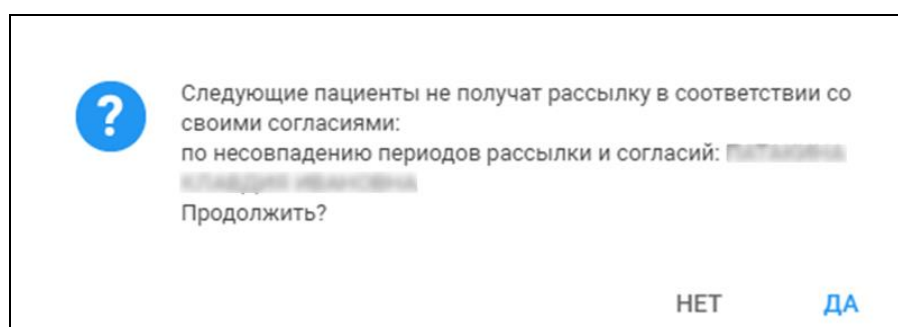 ?
Следующие пациенты не получат рассылку в соответствии со
своими согласиями:
по несовпадению периодов рассылки и согласий:
Продолжить?
НЕТ ДА